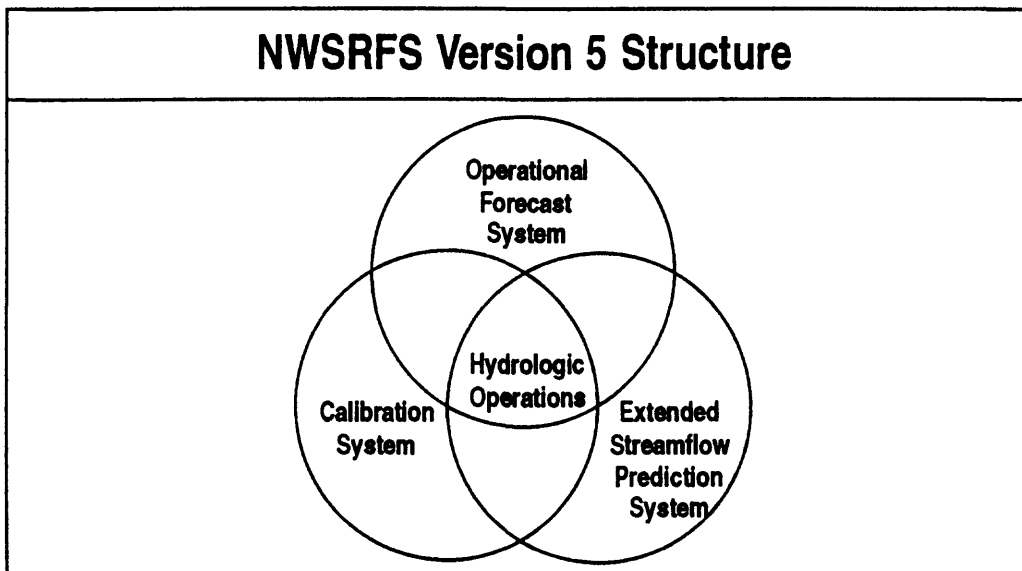 NWSRFS Version 5 Structure
Operational
Forecast
System
Hydrologic
Operations
Calibration
System
Extended
Streamflow
Prediction
System